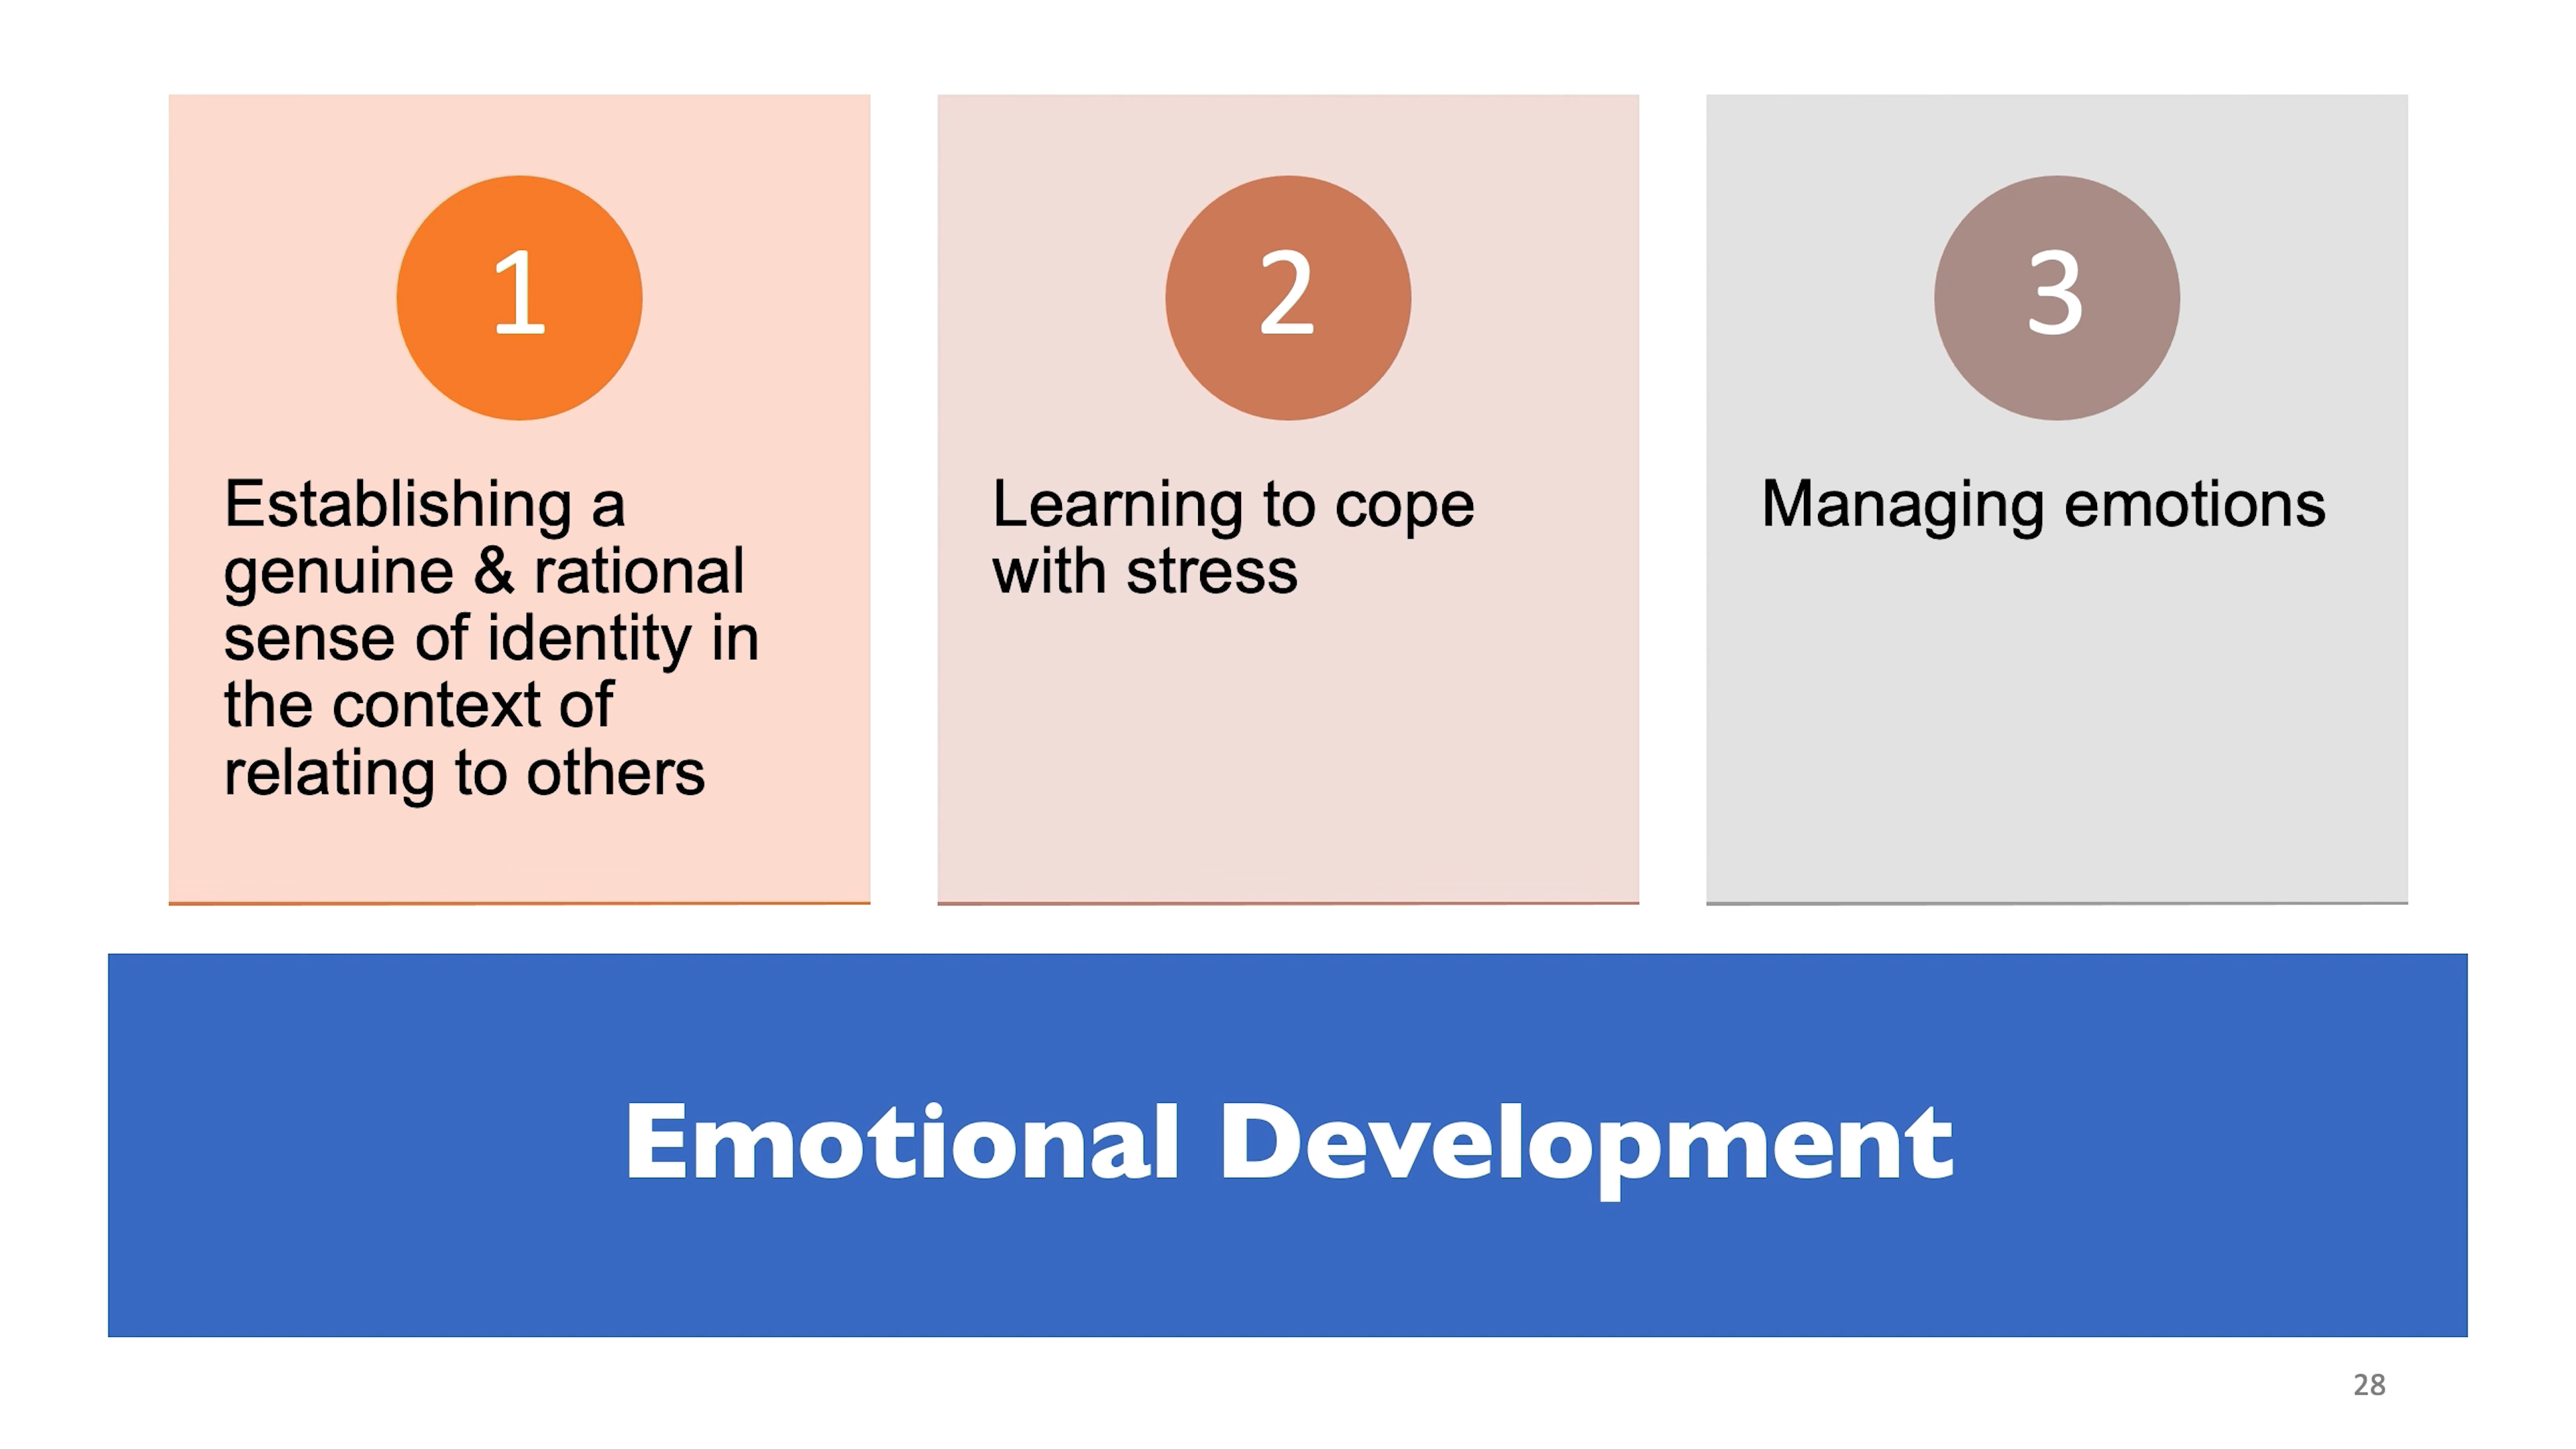 1
Establishing a
genuine & rational
sense of identity in
the context of
relating to others
2
Learning to cope
with stress
3
Managing emotions
Emotional Development
28